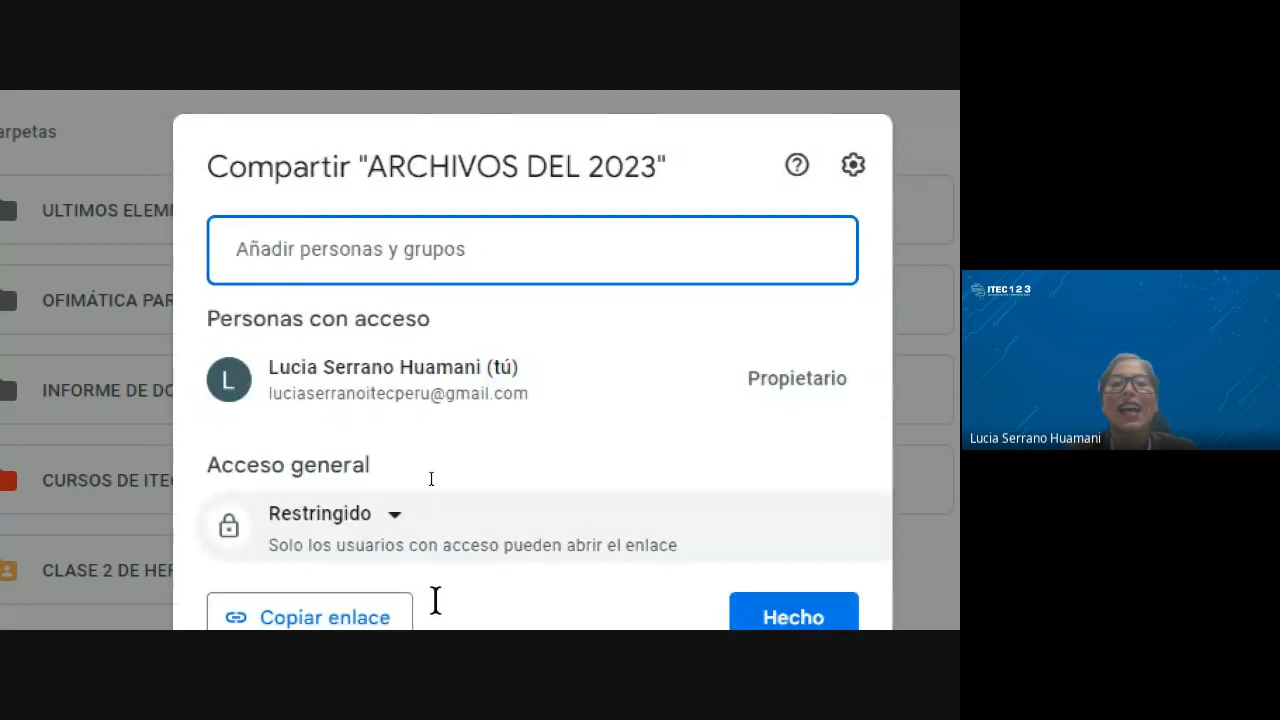 arpetas
Compartir "ARCHIVOS DEL 2023"
ULTIMOS ELEM
Añadir personas y grupos
OFIMÁTICA PAR
Personas con acceso
L
Lucia Serrano Huamani (tú)
luciaserranoitecperu@gmail.com
Propietario
INFORME DE DO
Acceso general
CURSOS DE ITE
Restringido
Solo los usuarios con acceso pueden abrir el enlace
CLASE 2 DE HER
Copiar enlace
Hecho
ITEC 1 2 3
Lucia Serrano Huamani